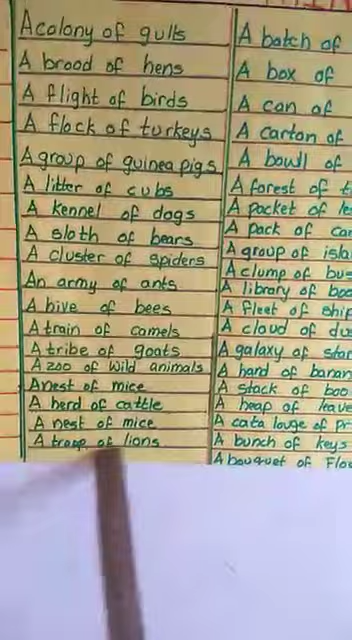 A colony of gulls
A brood of hens
A flight of birds
A flock of turkeys
A group of guinea pigs
A litter of cubs
A kennel of dogs
A sloth of bears
A cluster of spiders
An army of ants
A hive of bees
A train of camels
A tribe of goats
A zoo of wild animals
A nest of mice
A herd of cattle
A nest of mice
A troop of lions
A batch of
A box of
A can of
A carton of
A bowl of
A forest of
A packet of
A pack of
A group of
A clump of
A library of
A fleet of
A cloud of
A galaxy of
A hard of
A stack of
A heap of
A cata louge of
A bunch of keys
A bouquet of